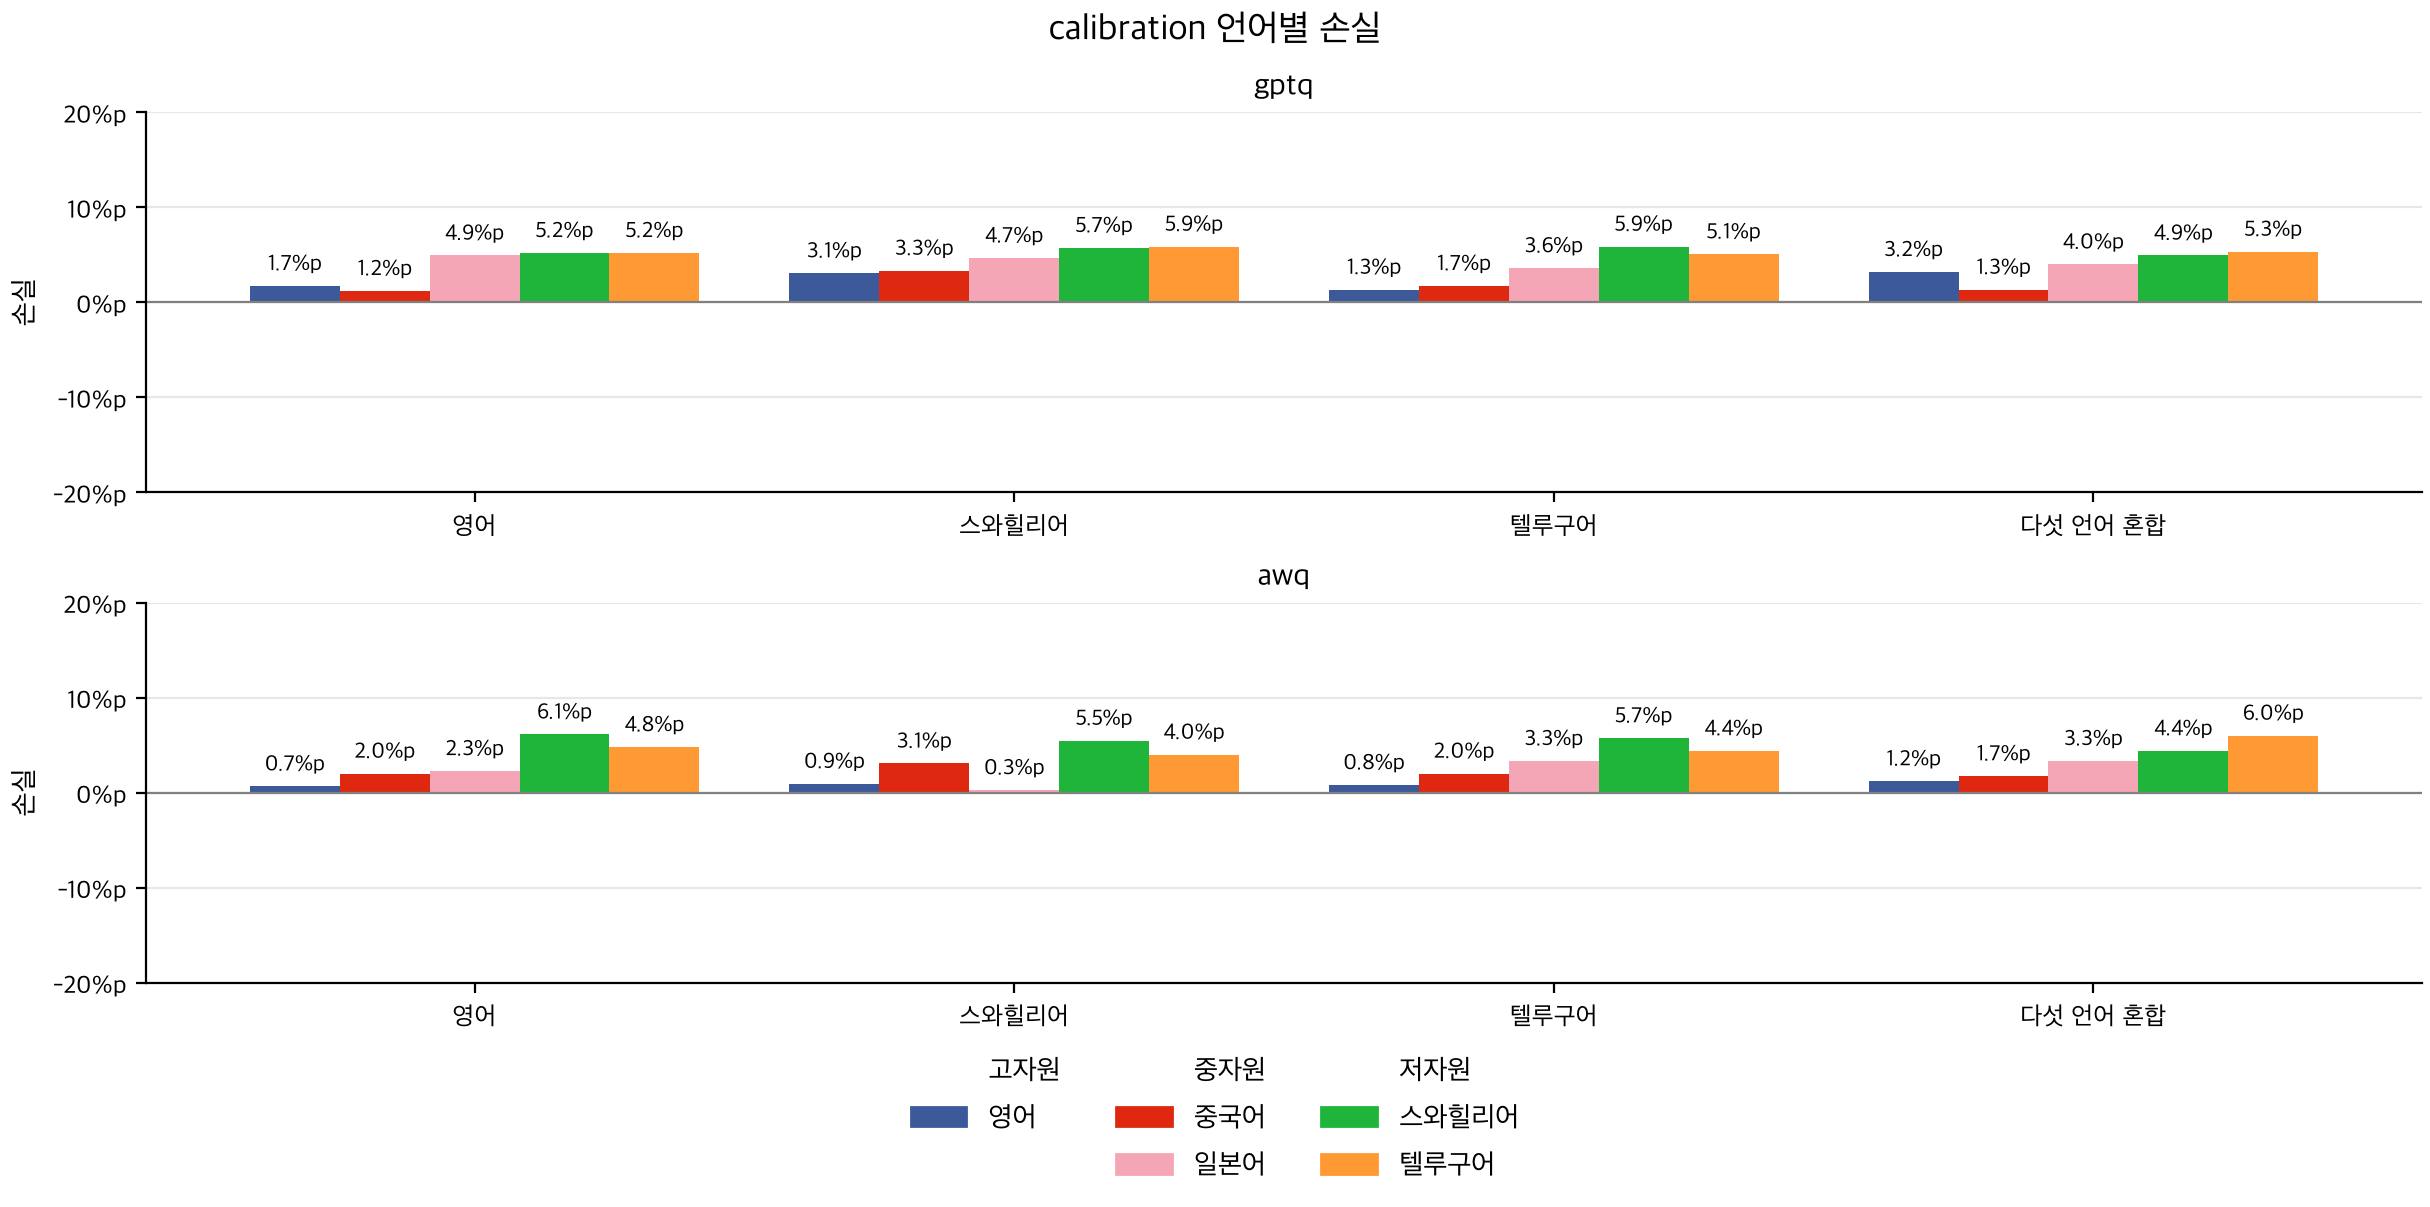 calibration 언어별 손실
gptq
손실
20%p
10%p
0%p
-10%p
-20%p
1.7%p 1.2%p 4.9%p 5.2%p 5.2%p
3.1%p 3.3%p 4.7%p 5.7%p 5.9%p
1.3%p 1.7%p 3.6%p 5.9%p 5.1%p
3.2%p 1.3%p 4.0%p 4.9%p 5.3%p
영어 스와힐리어 텔루구어 다섯 언어 혼합
awq
손실
20%p
10%p
0%p
-10%p
-20%p
0.7%p 2.0%p 2.3%p 6.1%p 4.8%p
0.9%p 3.1%p 0.3%p 5.5%p 4.0%p
0.8%p 2.0%p 3.3%p 5.7%p 4.4%p
1.2%p 1.7%p 3.3%p 4.4%p 6.0%p
영어 스와힐리어 텔루구어 다섯 언어 혼합
고자원 중자원 저자원
영어 중국어 스와힐리어
일본어 텔루구어